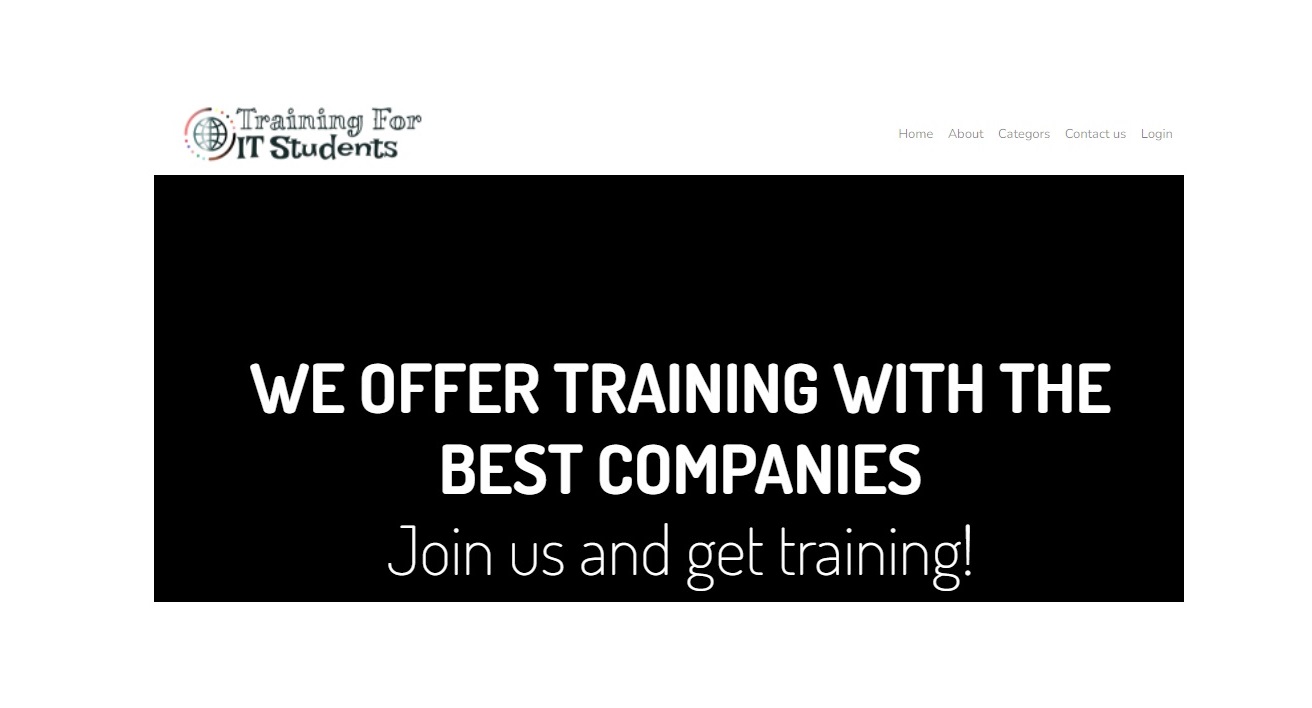 Training For
IT Students
Home About Categors Contact us Login
WE OFFER TRAINING WITH THE
BEST COMPANIES
Join us and get training!